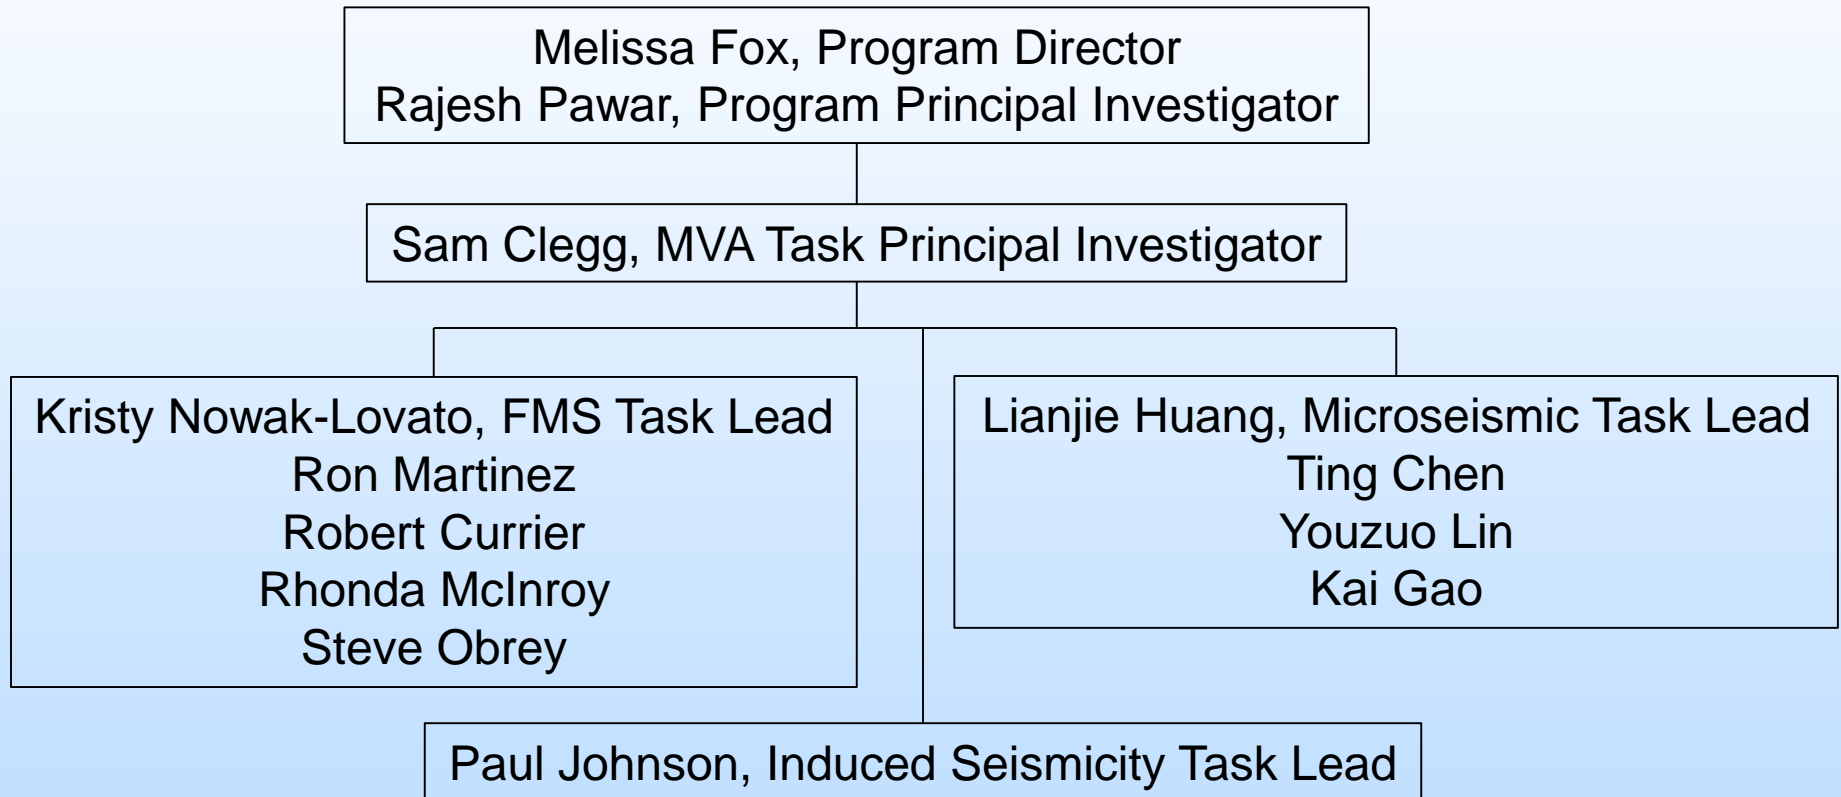 Melissa Fox, Program Director
Rajesh Pawar, Program Principal Investigator
Sam Clegg, MVA Task Principal Investigator
Kristy Nowak-Lovato, FMS Task Lead
Ron Martinez
Robert Currier
Rhonda McInroy
Steve Obrey
Lianjie Huang, Microseismic Task Lead
Ting Chen
Youzuo Lin
Kai Gao
Paul Johnson, Induced Seismicity Task Lead